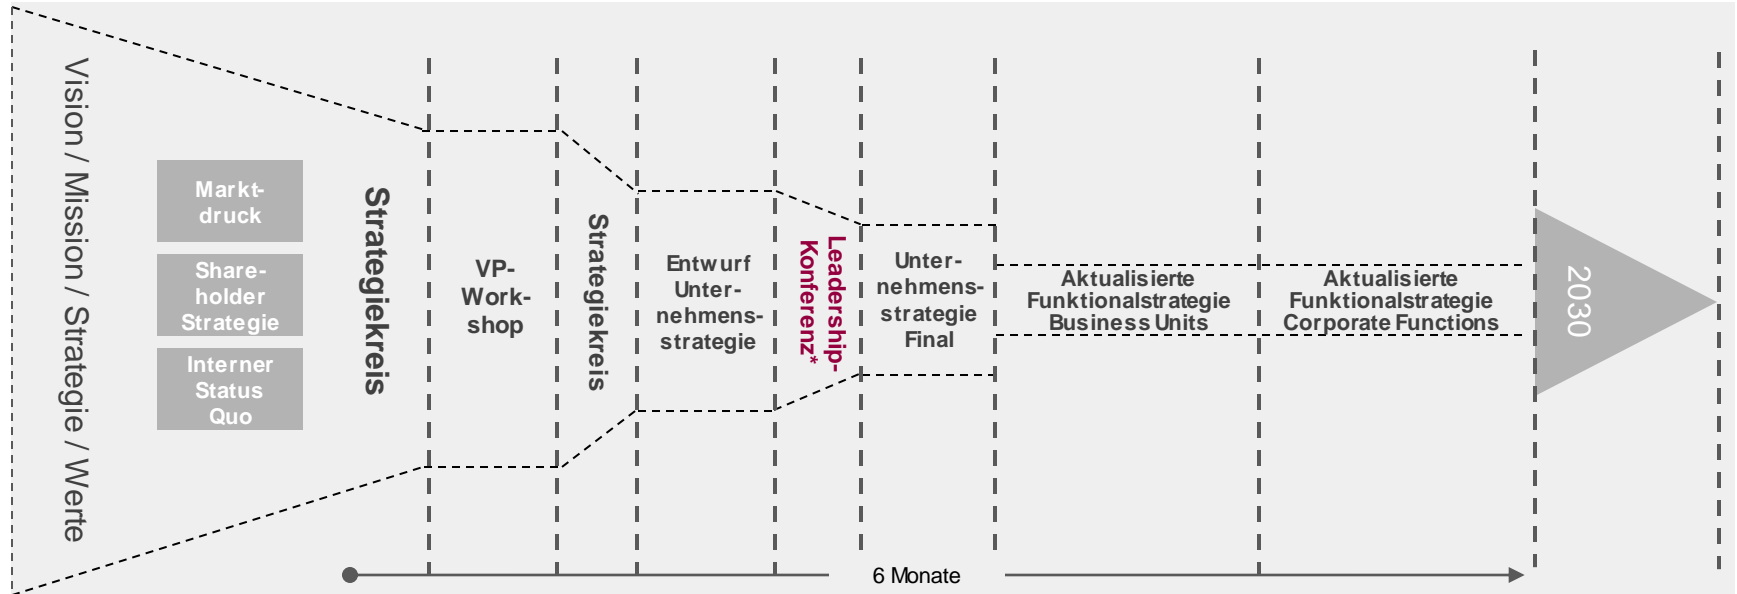 Vision / Mission / Strategie / Werte
Markt-
druck
Share-
holder
Strategie
Interner
Status
Quo
Strategiekreis
VP-
Work-
shop
Strategiekreis
Entwurf
Unter-
nehmens-
strategie
Leadership-
Konferenz*
Unter-
nehmens-
strategie
Final
Aktualisierte
Funktionalstrategie
Business Units
Aktualisierte
Funktionalstrategie
Corporate Functions
2030
6 Monate